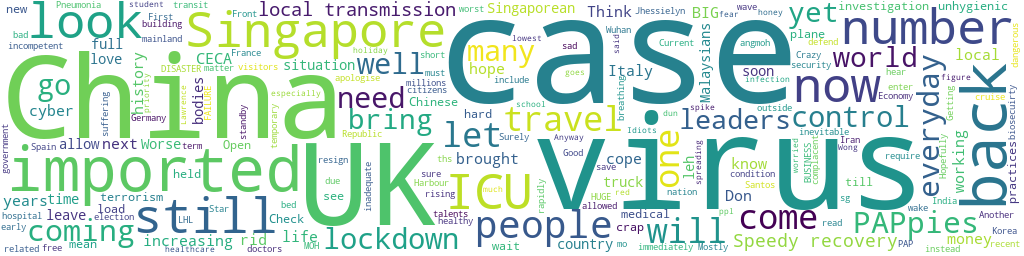 China
case
virus
UK
Singapore
imported
look
still
ICU
now
number
back
people
will
come
let
need
many
well
travel
bring
lockdown
coming
control
leaders
world
yet
everyday
PAPpies
one
go
local transmission
Singaporean
Think
BIG
Transit
situation
CECA
history
bodies
full
love
cyber
allow
next
Worse
years
time
terrorism
leave
load
increasing
rid
life
Check
held
Open
mean
hope
Italy
soon
plane
investigation
unhygienic
local
Malaysians
Chinese
hard
brought
cope
truck
leh
know
condition
Don
Speedy recovery
money
working
practices
country
wait
medical
crap
see
till
Pneumonia
student
transit
First
building
mainland
new
bad
incompetent
Front
worst
Jhessielyn
wave
honey
fear
short
lowest
sad
Wuhan
said
Current
angmoh
Crazy
security
defend
dangerous
France
holiday
DISASTER
matter
visitors
apologise
millions
citizens
must
include
goes
infection
hear
enter
figure
cruise
Economy
Getting
biosecuirty
suffering
Germany
priority
FAILURE
Lawrence
standby
especially
temporary
Republic
school
breathing
spike
dun
outside
Idiots
Surely
Anyway
Good
save
nation
spreading
inevitable
Iran
Wong
require
worried
BUSINESS
complacent
Hopefully
government
Spain
term
resign
inadequate
due
ths
sure
Harbour
rising
talents
healthy
much
rapidly
HUGE
red
allowed
Santos
sg
wake
India
Another
Korea
recent
hospital
early
election
LHL
Star
bed
MOH
doctors
related
free
healthcare
immediately
Mostly
mo
ppl
read
PAP
instead